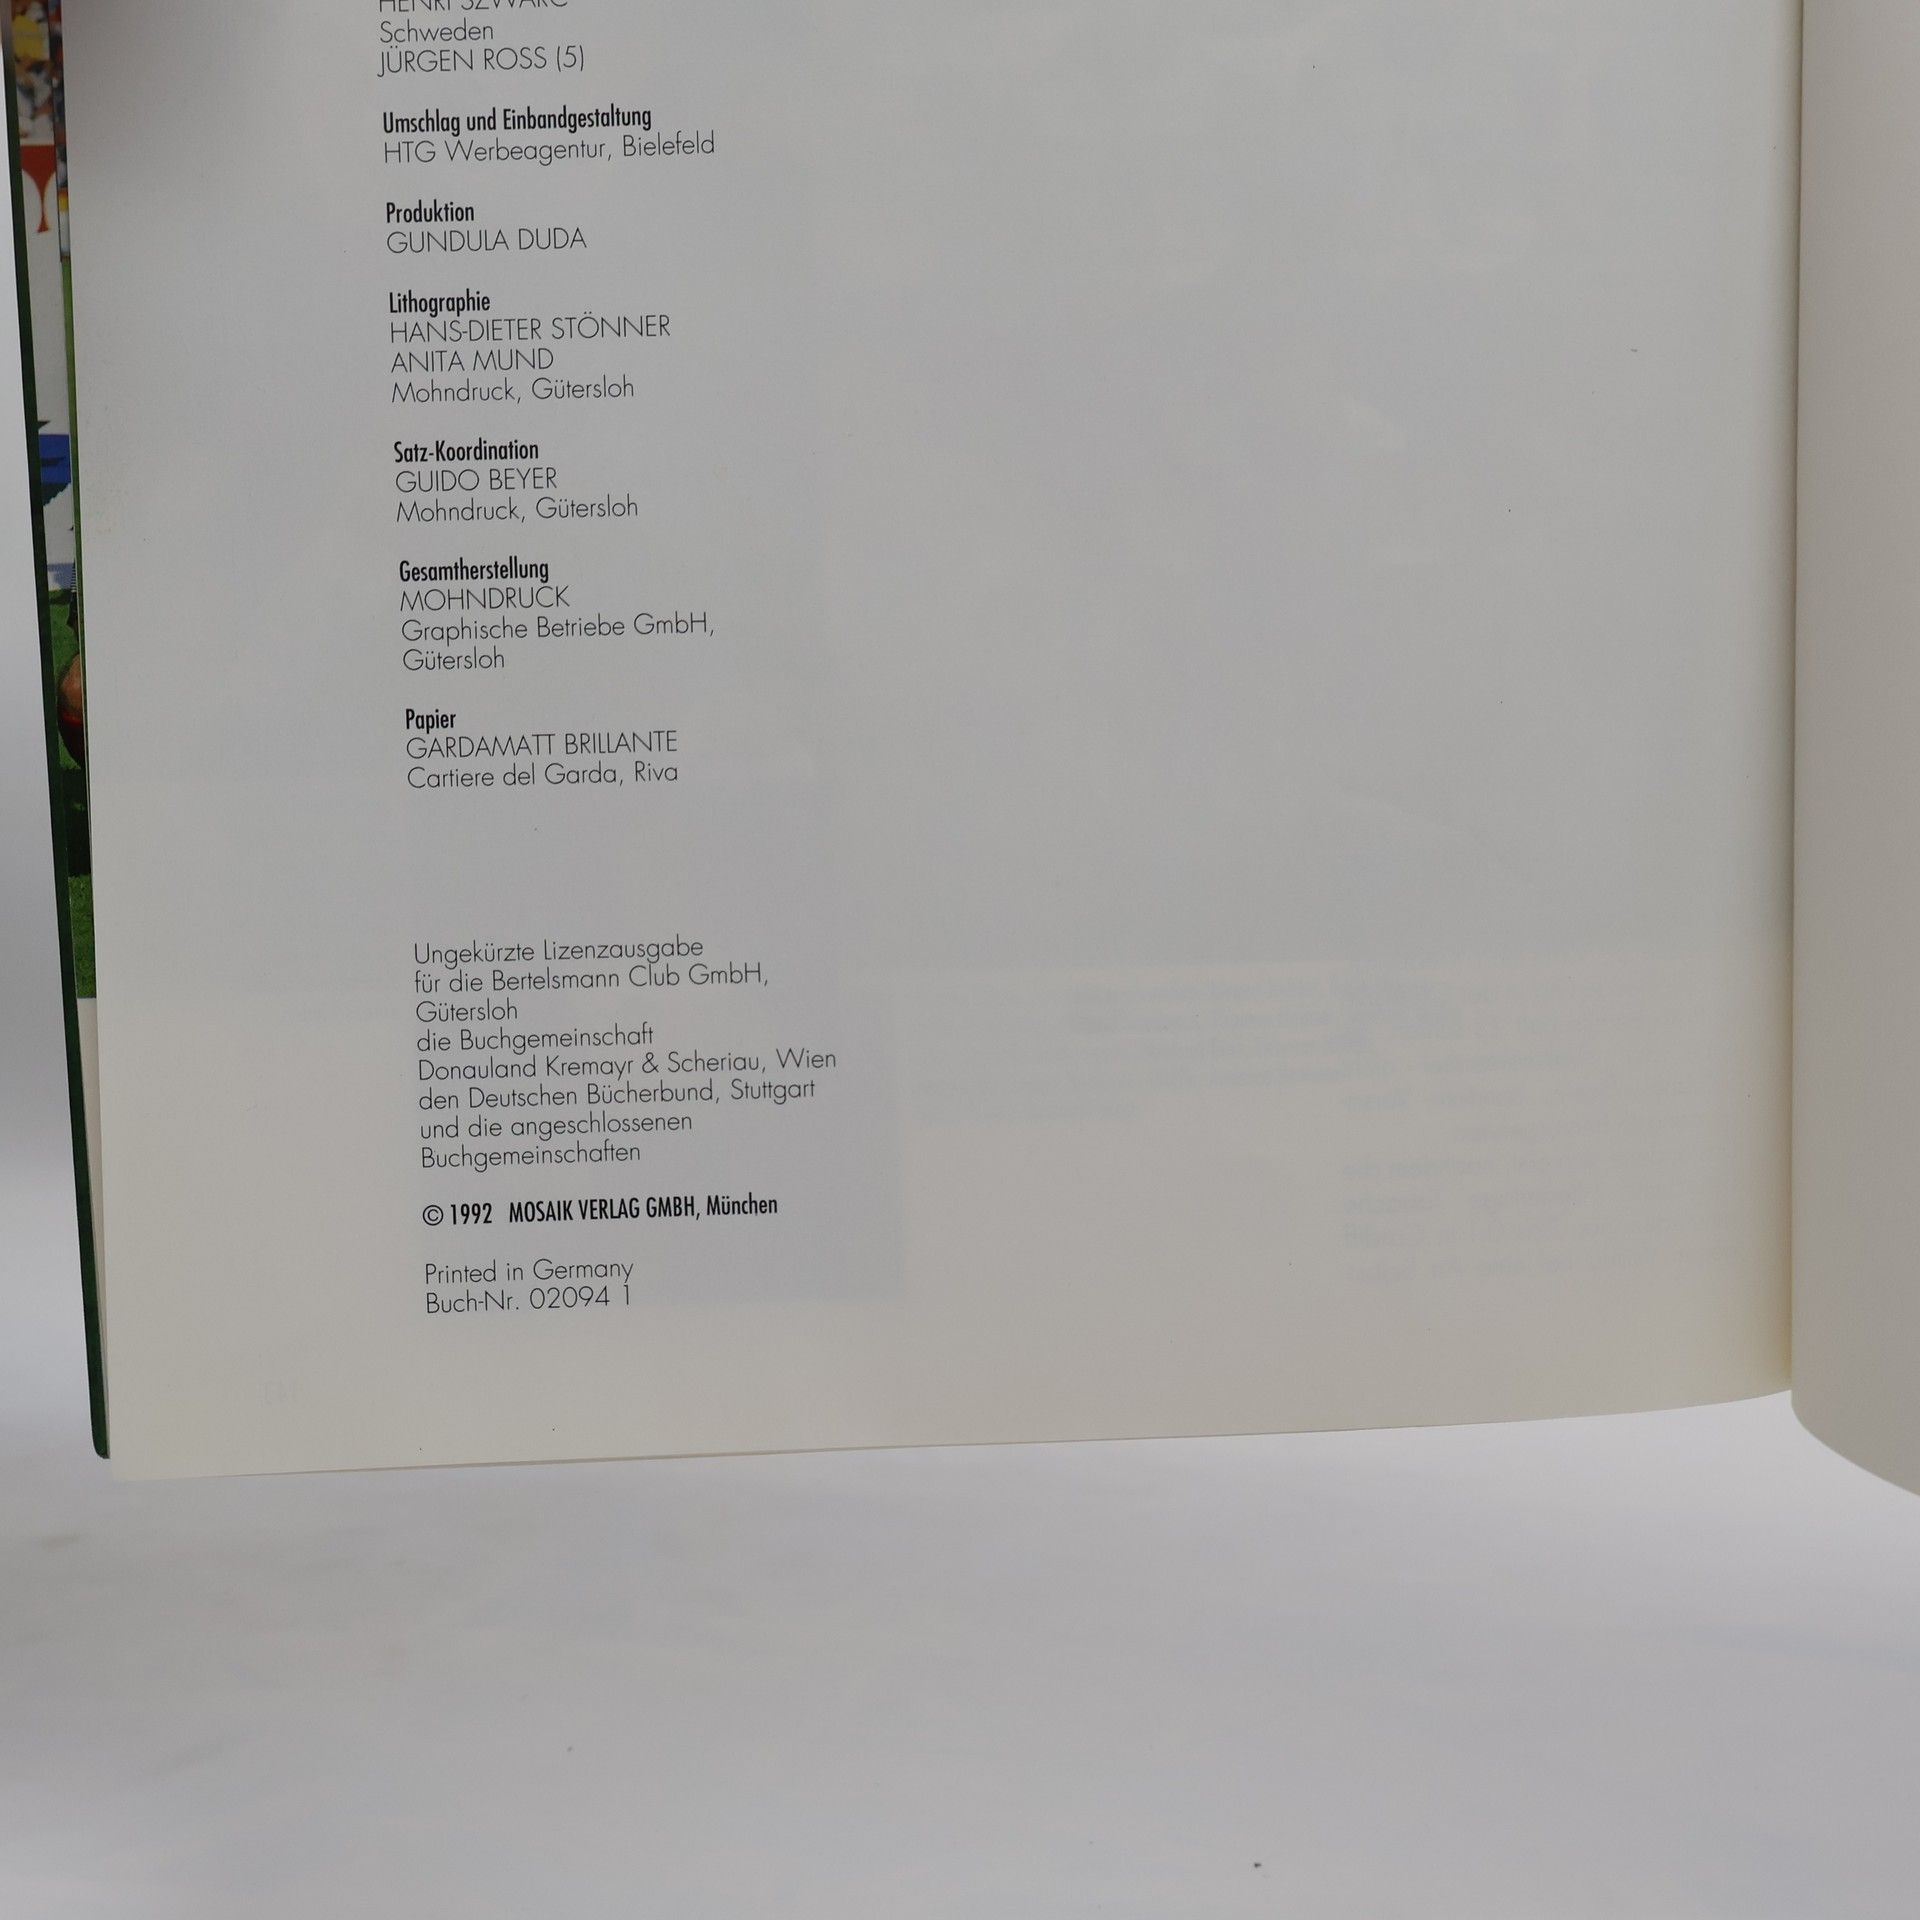 HENRI SZWARC
Schweden
JÜRGEN ROSS (5)
Umschlag und Einbandgestaltung
HTG Werbeagentur, Bielefeld
Produktion
GUNDULA DUDA
Lithographie
HANS-DIETER STÖNNER
ANITA MUND
Mohndruck, Gütersloh
Satz-Koordination
GUIDO BEYER
Mohndruck, Gütersloh
Gesamtherstellung
MOHNDRUCK
Graphische Betriebe GmbH,
Gütersloh
Papier
GARDAMATT BRILLANTE
Cartiere del Garda, Riva
Ungekürzte Lizenzausgabe
für die Bertelsmann Club GmbH,
Gütersloh
die Buchgemeinschaft
Donauland Kremayr & Scheriau, Wien
den Deutschen Bücherbund, Stuttgart
und die angeschlossenen
Buchgemeinschaften
© 1992 MOSAIK VERLAG GMBH, München
Printed in Germany
Buch-Nr. 02094 1